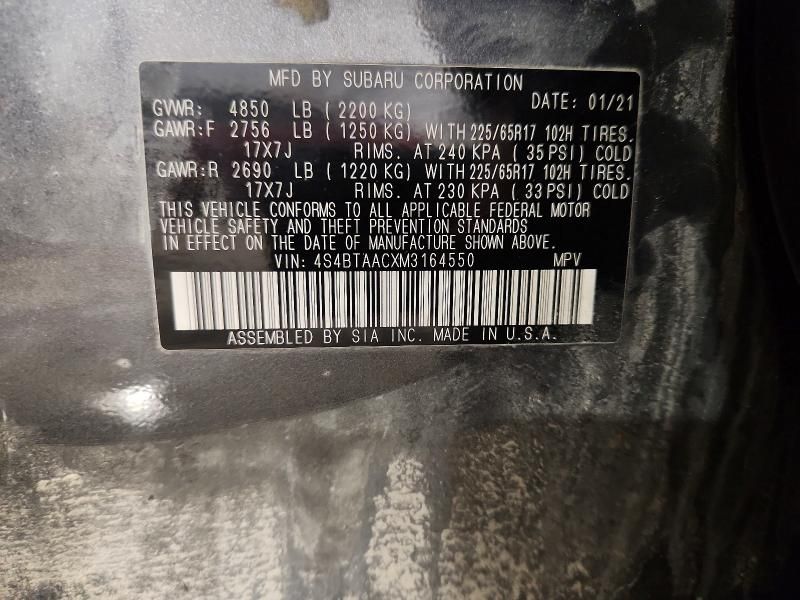 MFD BY SUBARU CORPORATION
GVWR: 4850 LB ( 2200 KG) DATE: 01/21
GAWR:F 2756 LB ( 1250 KG) WITH 225/65R17 102H TIRES.
17X7J RIMS. AT 240 KPA ( 35 PSI) COLD
GAWR:R 2690 LB ( 1220 KG) WITH 225/65R17 102H TIRES.
17X7J RIMS. AT 230 KPA ( 33 PSI) COLD
THIS VEHICLE CONFORMS TO ALL APPLICABLE FEDERAL MOTOR
VEHICLE SAFETY AND THEFT PREVENTION STANDARDS
IN EFFECT ON THE DATE OF MANUFACTURE SHOWN ABOVE.
VIN: 4S4BTAACXM3164550 MPV
ASSEMBLED BY SIA INC. MADE IN U.S.A.